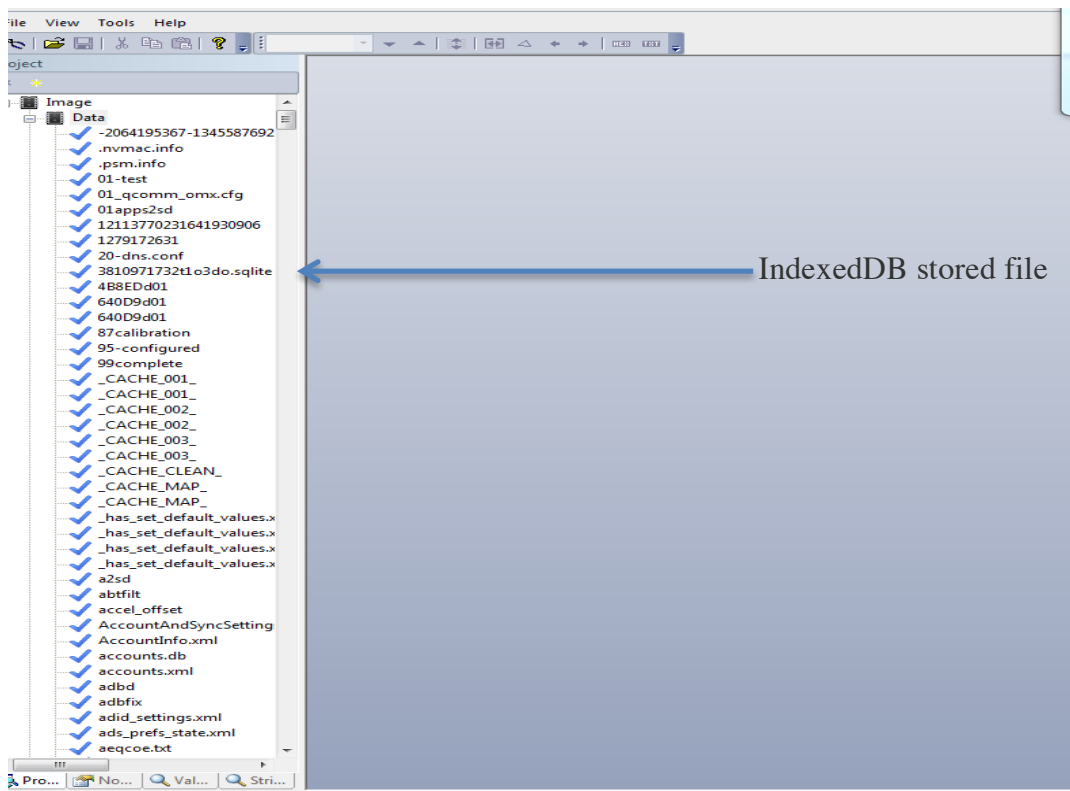 File View Tools Help
HEX TXT
oject
Image
Data
-2064195367-1345587692
.nvmac.info
.psm.info
01-test
01_qcomm_omx.cfg
01apps2sd
12113770231641930906
1279172631
20-dns.conf
3810971732t1o3do.sqlite
IndexedDB stored file
4B8EDd01
640D9d01
640D9d01
87calibration
95-configured
99complete
_CACHE_001_
_CACHE_001_
_CACHE_002_
_CACHE_002_
_CACHE_003_
_CACHE_003_
_CACHE_CLEAN_
_CACHE_MAP_
_CACHE_MAP_
_has_set_default_values.x
_has_set_default_values.x
_has_set_default_values.x
_has_set_default_values.x
a2sd
abtfilt
accel_offset
AccountAndSyncSetting
AccountInfo.xml
accounts.db
accounts.xml
adbd
adbfix
adid_settings.xml
ads_prefs_state.xml
aeqcoe.txt
Pro... No... Val... Stri...